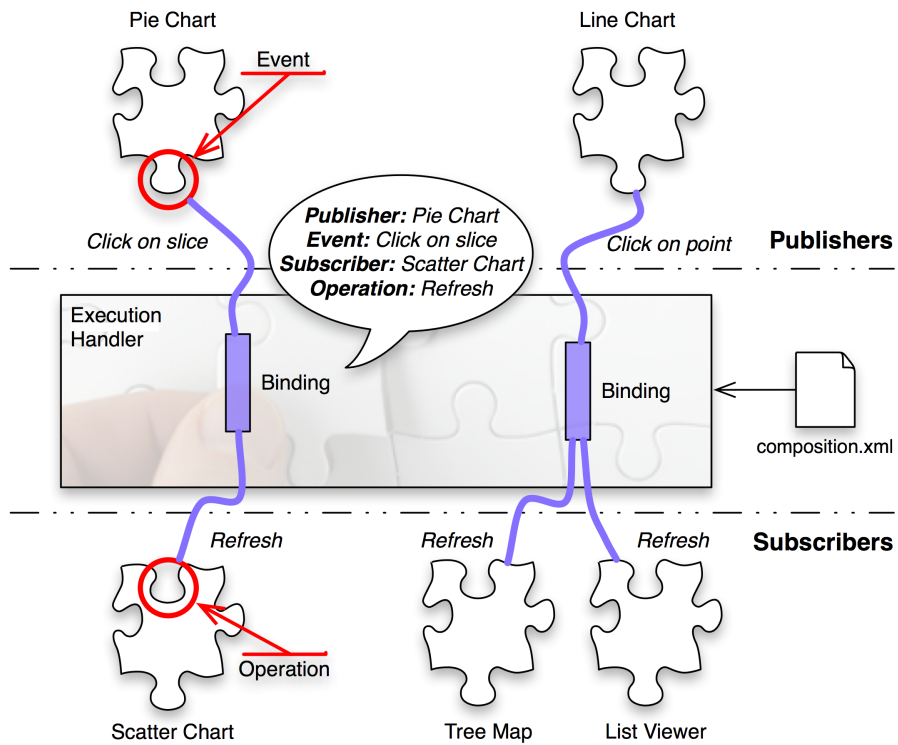 Pie Chart
Line Chart
Event
Click on slice
Publisher: Pie Chart
Event: Click on slice
Subscriber: Scatter Chart
Operation: Refresh
Click on point
Publishers
Execution
Handler
Binding
Binding
composition.xml
Refresh
Refresh
Refresh
Subscribers
Operation
Scatter Chart
Tree Map
List Viewer